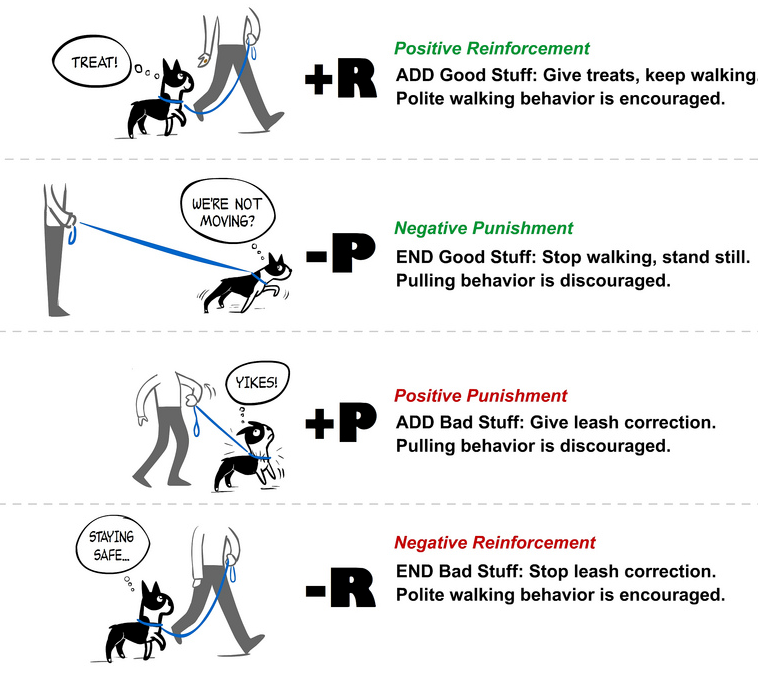 TREAT!
+R
Positive Reinforcement
ADD Good Stuff: Give treats, keep walking.
Polite walking behavior is encouraged.
WE'RE NOT
MOVING?
-P
Negative Punishment
END Good Stuff: Stop walking, stand still.
Pulling behavior is discouraged.
YIKES!
+P
Positive Punishment
ADD Bad Stuff: Give leash correction.
Pulling behavior is discouraged.
STAYING
SAFE...
-R
Negative Reinforcement
END Bad Stuff: Stop leash correction.
Polite walking behavior is encouraged.